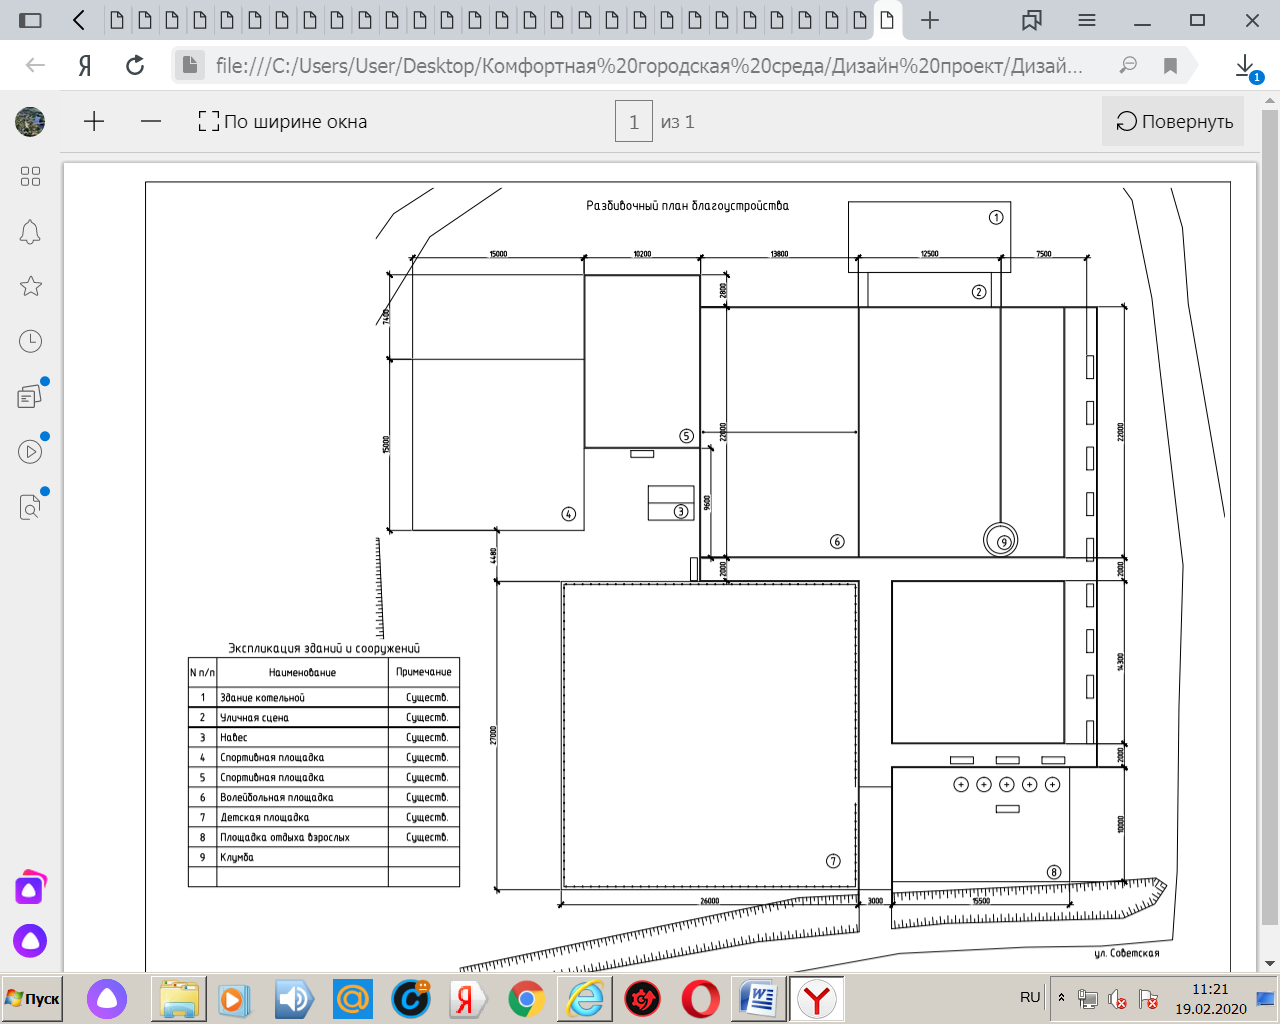 file:///C:/Users/User/Desktop/Комфортная%20городская%20среда/Дизайн%20проект/Дизай...
1
По ширине окна
1 из 1
Повернуть
Разбивочный план благоустройства
1
15000 10200 13800 12500 7500
2
2800
7400
5
15000
22000
22000
9600
3
4
6
9
4480
2000
2000
14300
27000
Экспликация зданий и сооружений
N п/п Наименование Примечание
1 Здание котельной Существ.
2 Уличная сцена Существ.
3 Навес Существ.
4 Спортивная площадка Существ.
5 Спортивная площадка Существ.
6 Волейбольная площадка Существ.
7 Детская площадка Существ.
8 Площадка отдыха взрослых Существ.
9 Клумба
2000
10000
7
8
26000 3000 15500
ул. Советская
Пуск
RU
11:21
19.02.2020